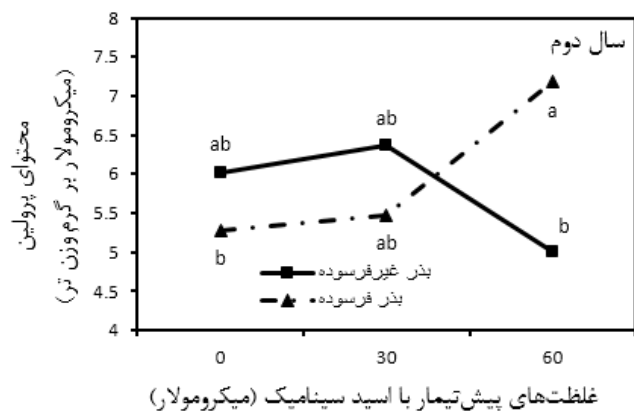 سال دوم
محتوای پرولین
(میکرومولار بر گرم وزن تر)
8
7.5
7
6.5
6
5.5
5
4.5
4
ab
ab
b
b
ab
a
بذر غیرفرسوده
بذر فرسوده
0
30
60
غلظت‌های پیش‌تیمار با اسید سینامیک (میکرومولار)